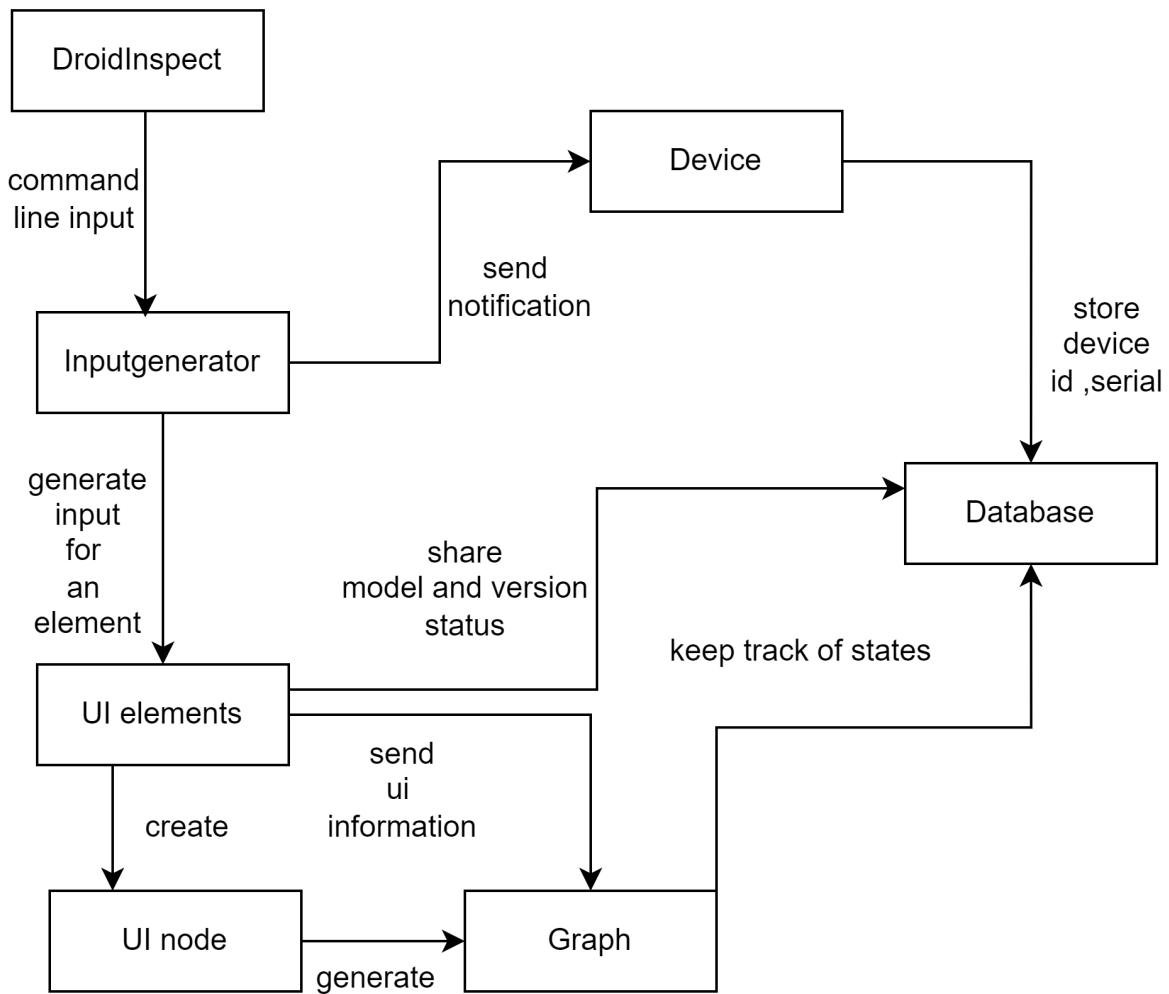 DroidInspect
command
line input
Device
send
notification
store
device
id ,serial
Inputgenerator
generate
input
for
an
element
Database
share
model and version
status
keep track of states
UI elements
send
ui
information
create
UI node
generate
Graph